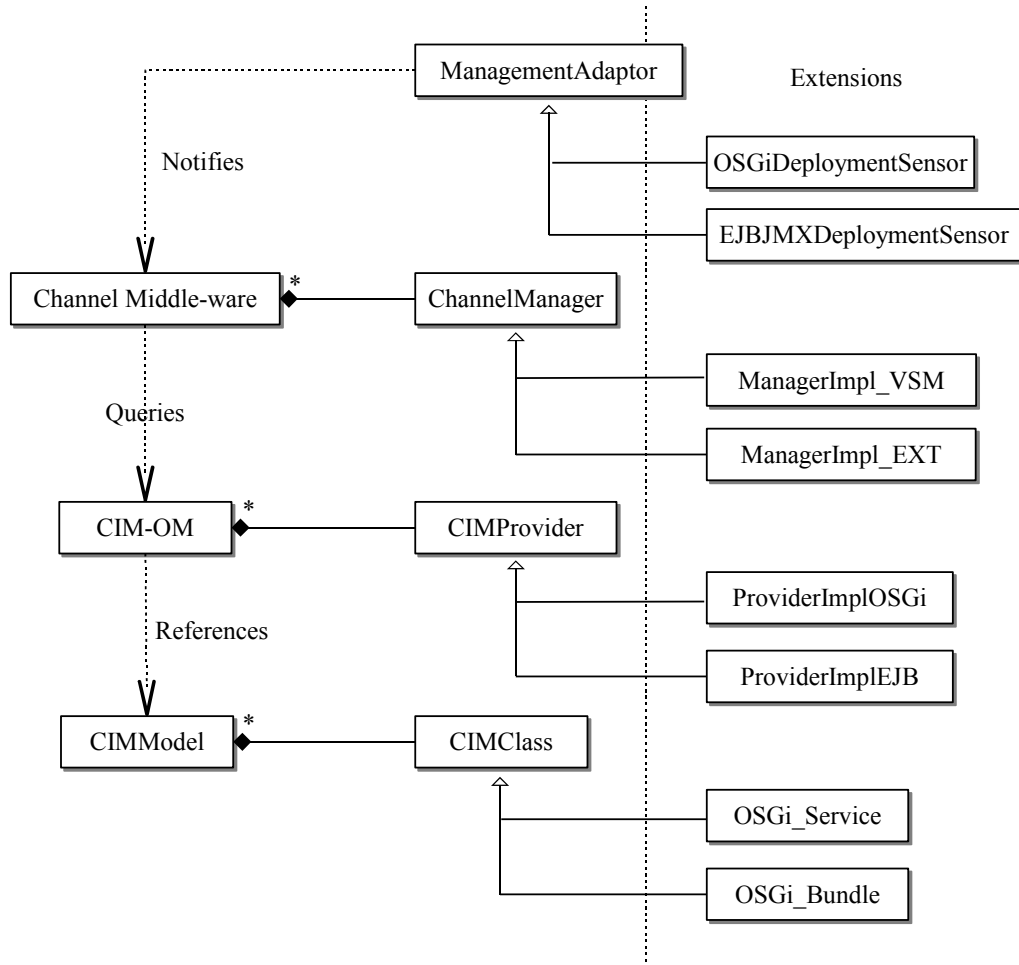 ManagementAdaptor
Extensions
Notifies
OSGiDeploymentSensor
EJBJMXDeploymentSensor
Channel Middle-ware
*
ChannelManager
ManagerImpl_VSM
Queries
ManagerImpl_EXT
CIM-OM
*
CIMProvider
ProviderImplOSGi
References
ProviderImplEJB
CIMModel
*
CIMClass
OSGi_Service
OSGi_Bundle